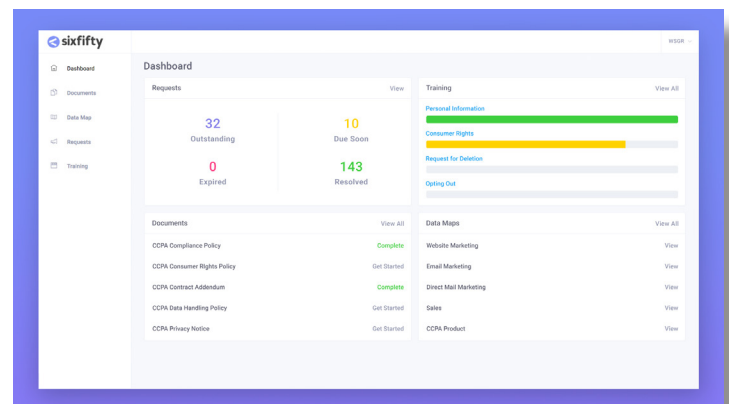 sixfifty
WSGR
Dashboard
Documents
Data Map
Requests
Training
Dashboard
Requests View
32 10
Outstanding Due Soon
0 143
Expired Resolved
Training View All
Personal Information
Consumer Rights
Request for Deletion
Opting Out
Documents View All
CCPA Compliance Policy Complete
CCPA Consumer Rights Policy Get Started
CCPA Contract Addendum Complete
CCPA Data Handling Policy Get Started
CCPA Privacy Notice Get Started
Data Maps View All
Website Marketing View
Email Marketing View
Direct Mail Marketing View
Sales View
CCPA Product View